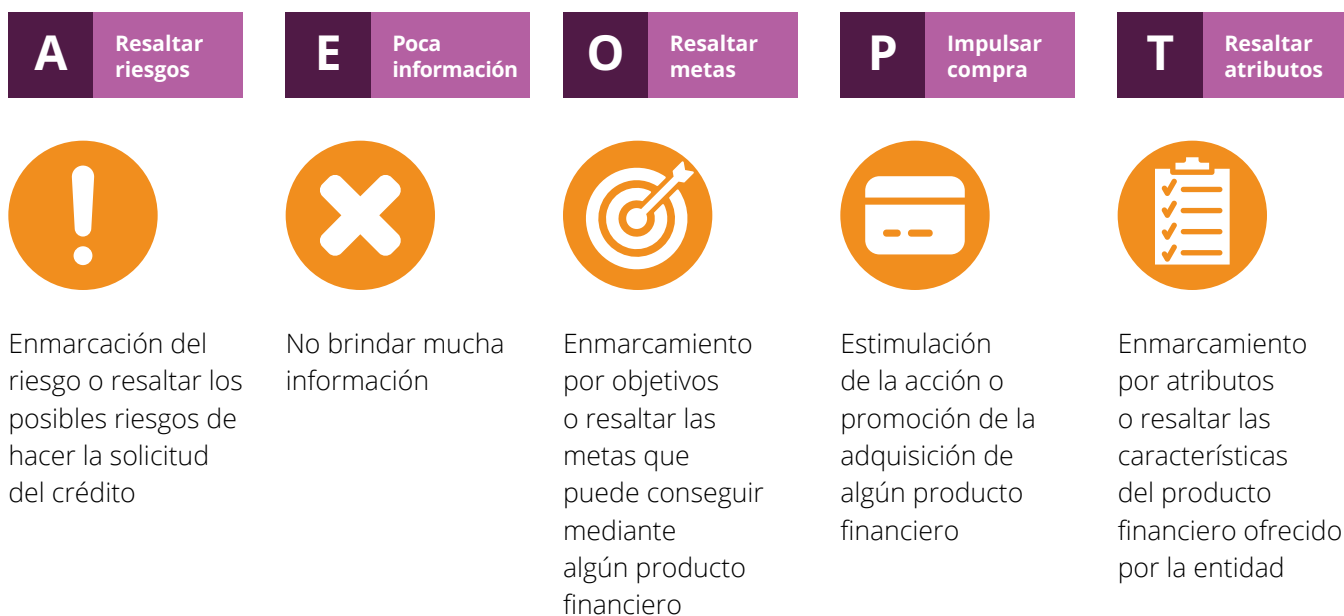 A
Resaltar
riesgos
Enmarcación del
riesgo o resaltar los
posibles riesgos de
hacer la solicitud
del crédito
E
Poca
información
No brindar mucha
información
O
Resaltar
metas
Enmarcamiento
por objetivos
o resaltar las
metas que
puede conseguir
mediante
algún producto
financiero
P
Impulsar
compra
Estimulación
de la acción o
promoción de la
adquisición de
algún producto
financiero
T
Resaltar
atributos
Enmarcamiento
por atributos
o resaltar las
características
del producto
financiero ofrecido
por la entidad